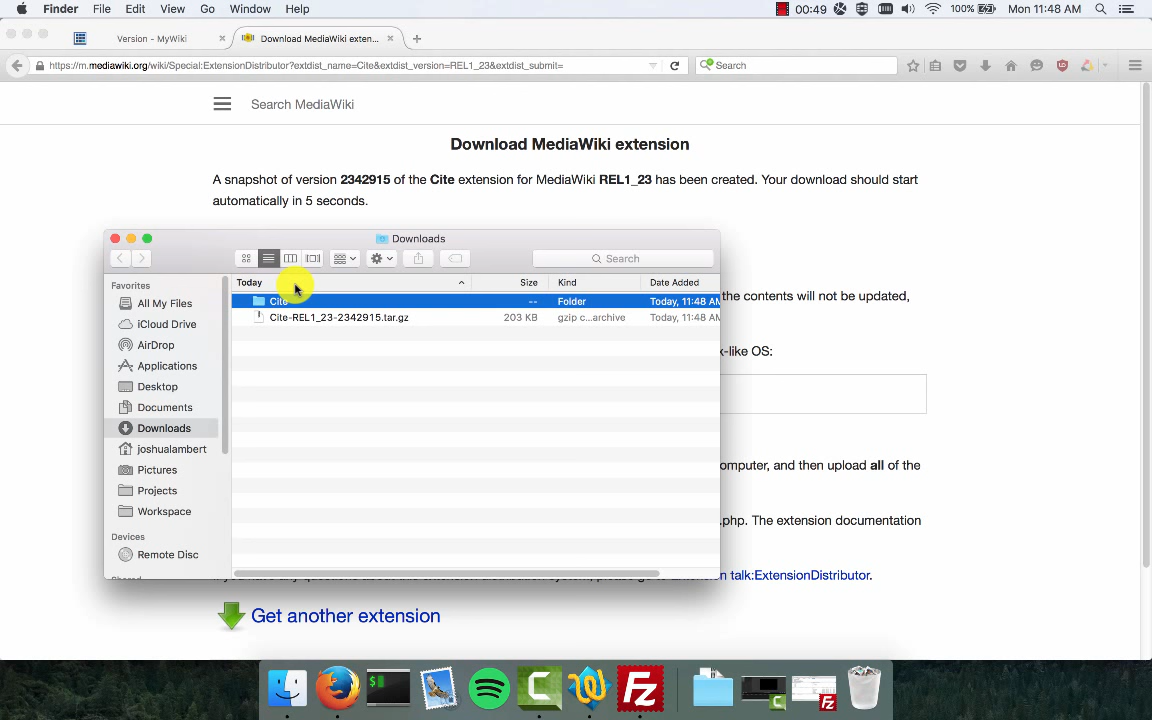 Finder File Edit View Go Window Help 00:49 100% Mon 11:48 AM
Version - MyWiki × Download MediaWiki exten... × +
https://m.mediawiki.org/wiki/Special:ExtensionDistributor?extdist_name=Cite&extdist_version=REL1_23&extdist_submit= Search
Search MediaWiki
Download MediaWiki extension
A snapshot of version 2342915 of the Cite extension for MediaWiki REL1_23 has been created. Your download should start
automatically in 5 seconds.
Downloads
Search
Favorites
All My Files
iCloud Drive
AirDrop
Applications
Desktop
Documents
Downloads
joshualambert
Pictures
Projects
Workspace
Devices
Remote Disc
Today Size Kind Date Added
Cite -- Folder Today, 11:48 AM
Cite-REL1_23-2342915.tar.gz 203 KB gzip c...archive Today, 11:48 AM
the contents will not be updated,
-like OS:
omputer, and then upload all of the
.php. The extension documentation
talk:ExtensionDistributor.
Get another extension
$
C
Fz